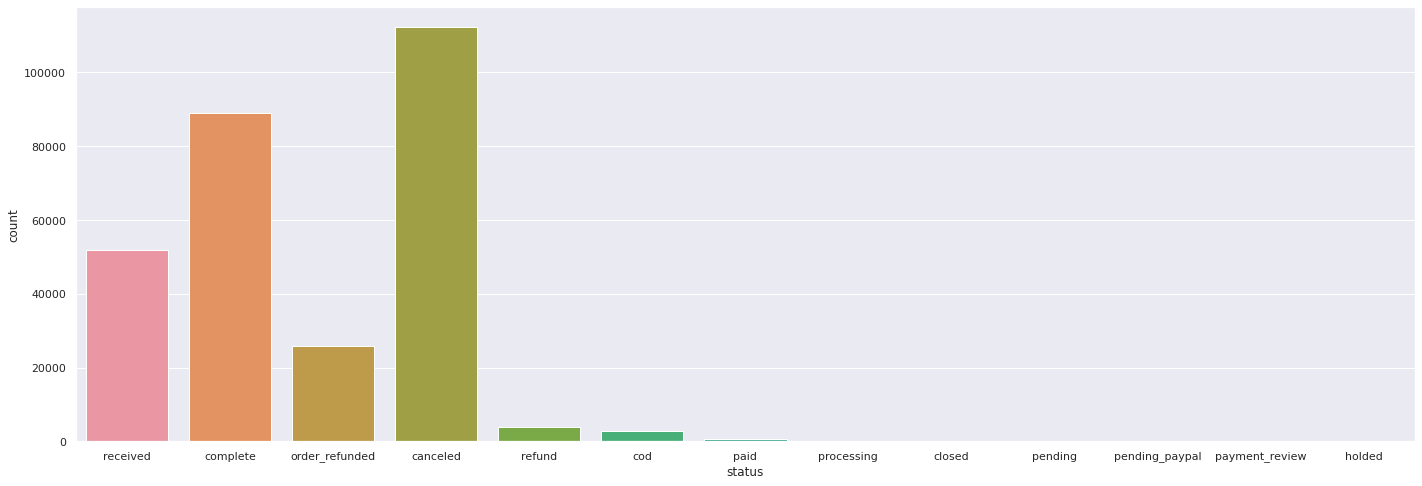 count
100000
80000
60000
40000
20000
0
received complete order_refunded canceled refund cod paid processing closed pending pending_paypal payment_review holded
status